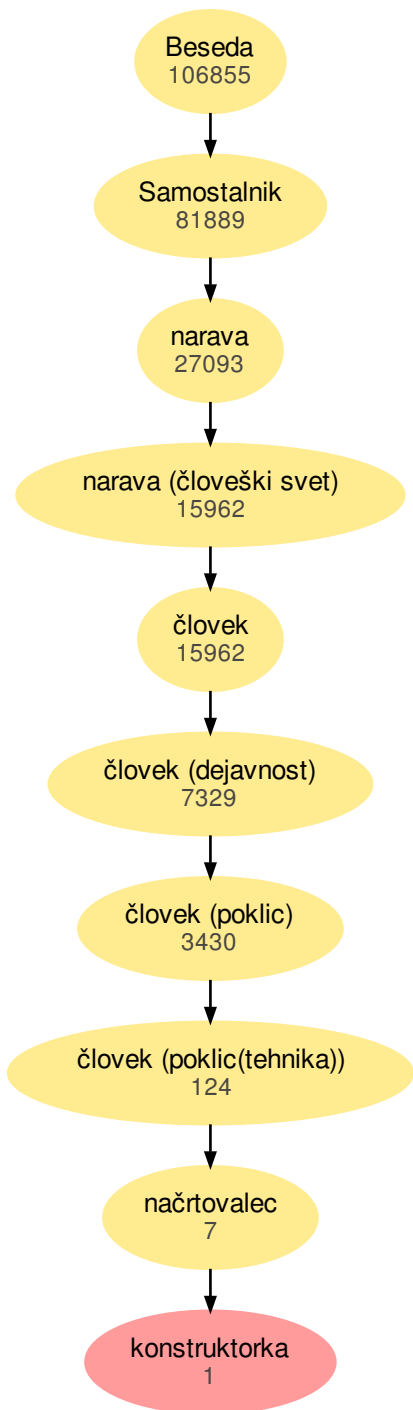 Beseda
106855
Samostalnik
81889
narava
27093
narava (človeški svet)
15962
človek
15962
človek (dejavnost)
7329
človek (poklic)
3430
človek (poklic(tehnika))
124
načrtovalec
7
konstruktorka
1